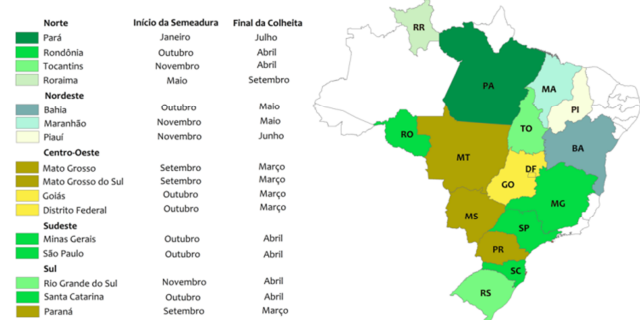 Norte Início da Semeadura Final da Colheita
Pará Janeiro Julho
Rondônia Outubro Abril
Tocantins Novembro Abril
Roraima Maio Setembro
Nordeste
Bahia Outubro Maio
Maranhão Novembro Maio
Piauí Novembro Junho
Centro-Oeste
Mato Grosso Setembro Março
Mato Grosso do Sul Setembro Março
Goiás Outubro Março
Distrito Federal Outubro Março
Sudeste
Minas Gerais Outubro Abril
São Paulo Outubro Abril
Sul
Rio Grande do Sul Novembro Abril
Santa Catarina Outubro Abril
Paraná Setembro Março
RR
PA
MA
PI
TO
RO
BA
MT
DF
GO
MG
MS
SP
PR
SC
RS